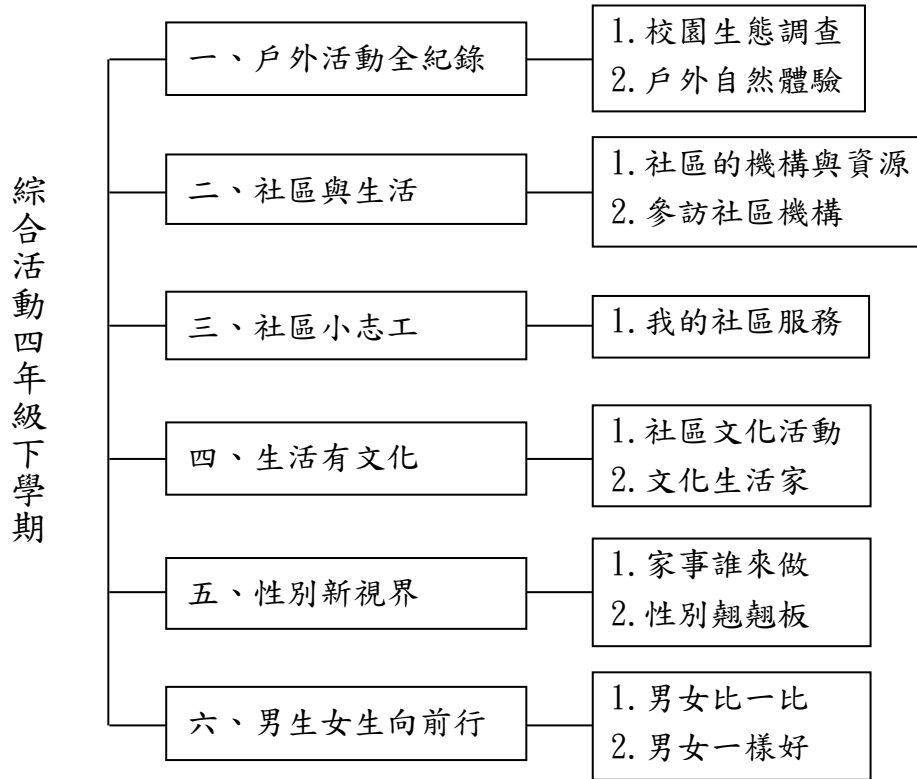 綜合活動四年級下學期
一、戶外活動全紀錄
1.校園生態調查
2.戶外自然體驗
二、社區與生活
1.社區的機構與資源
2.參訪社區機構
三、社區小志工
1.我的社區服務
四、生活有文化
1.社區文化活動
2.文化生活家
五、性別新視界
1.家事誰來做
2.性別翹翹板
六、男生女生向前行
1.男女比一比
2.男女一樣好